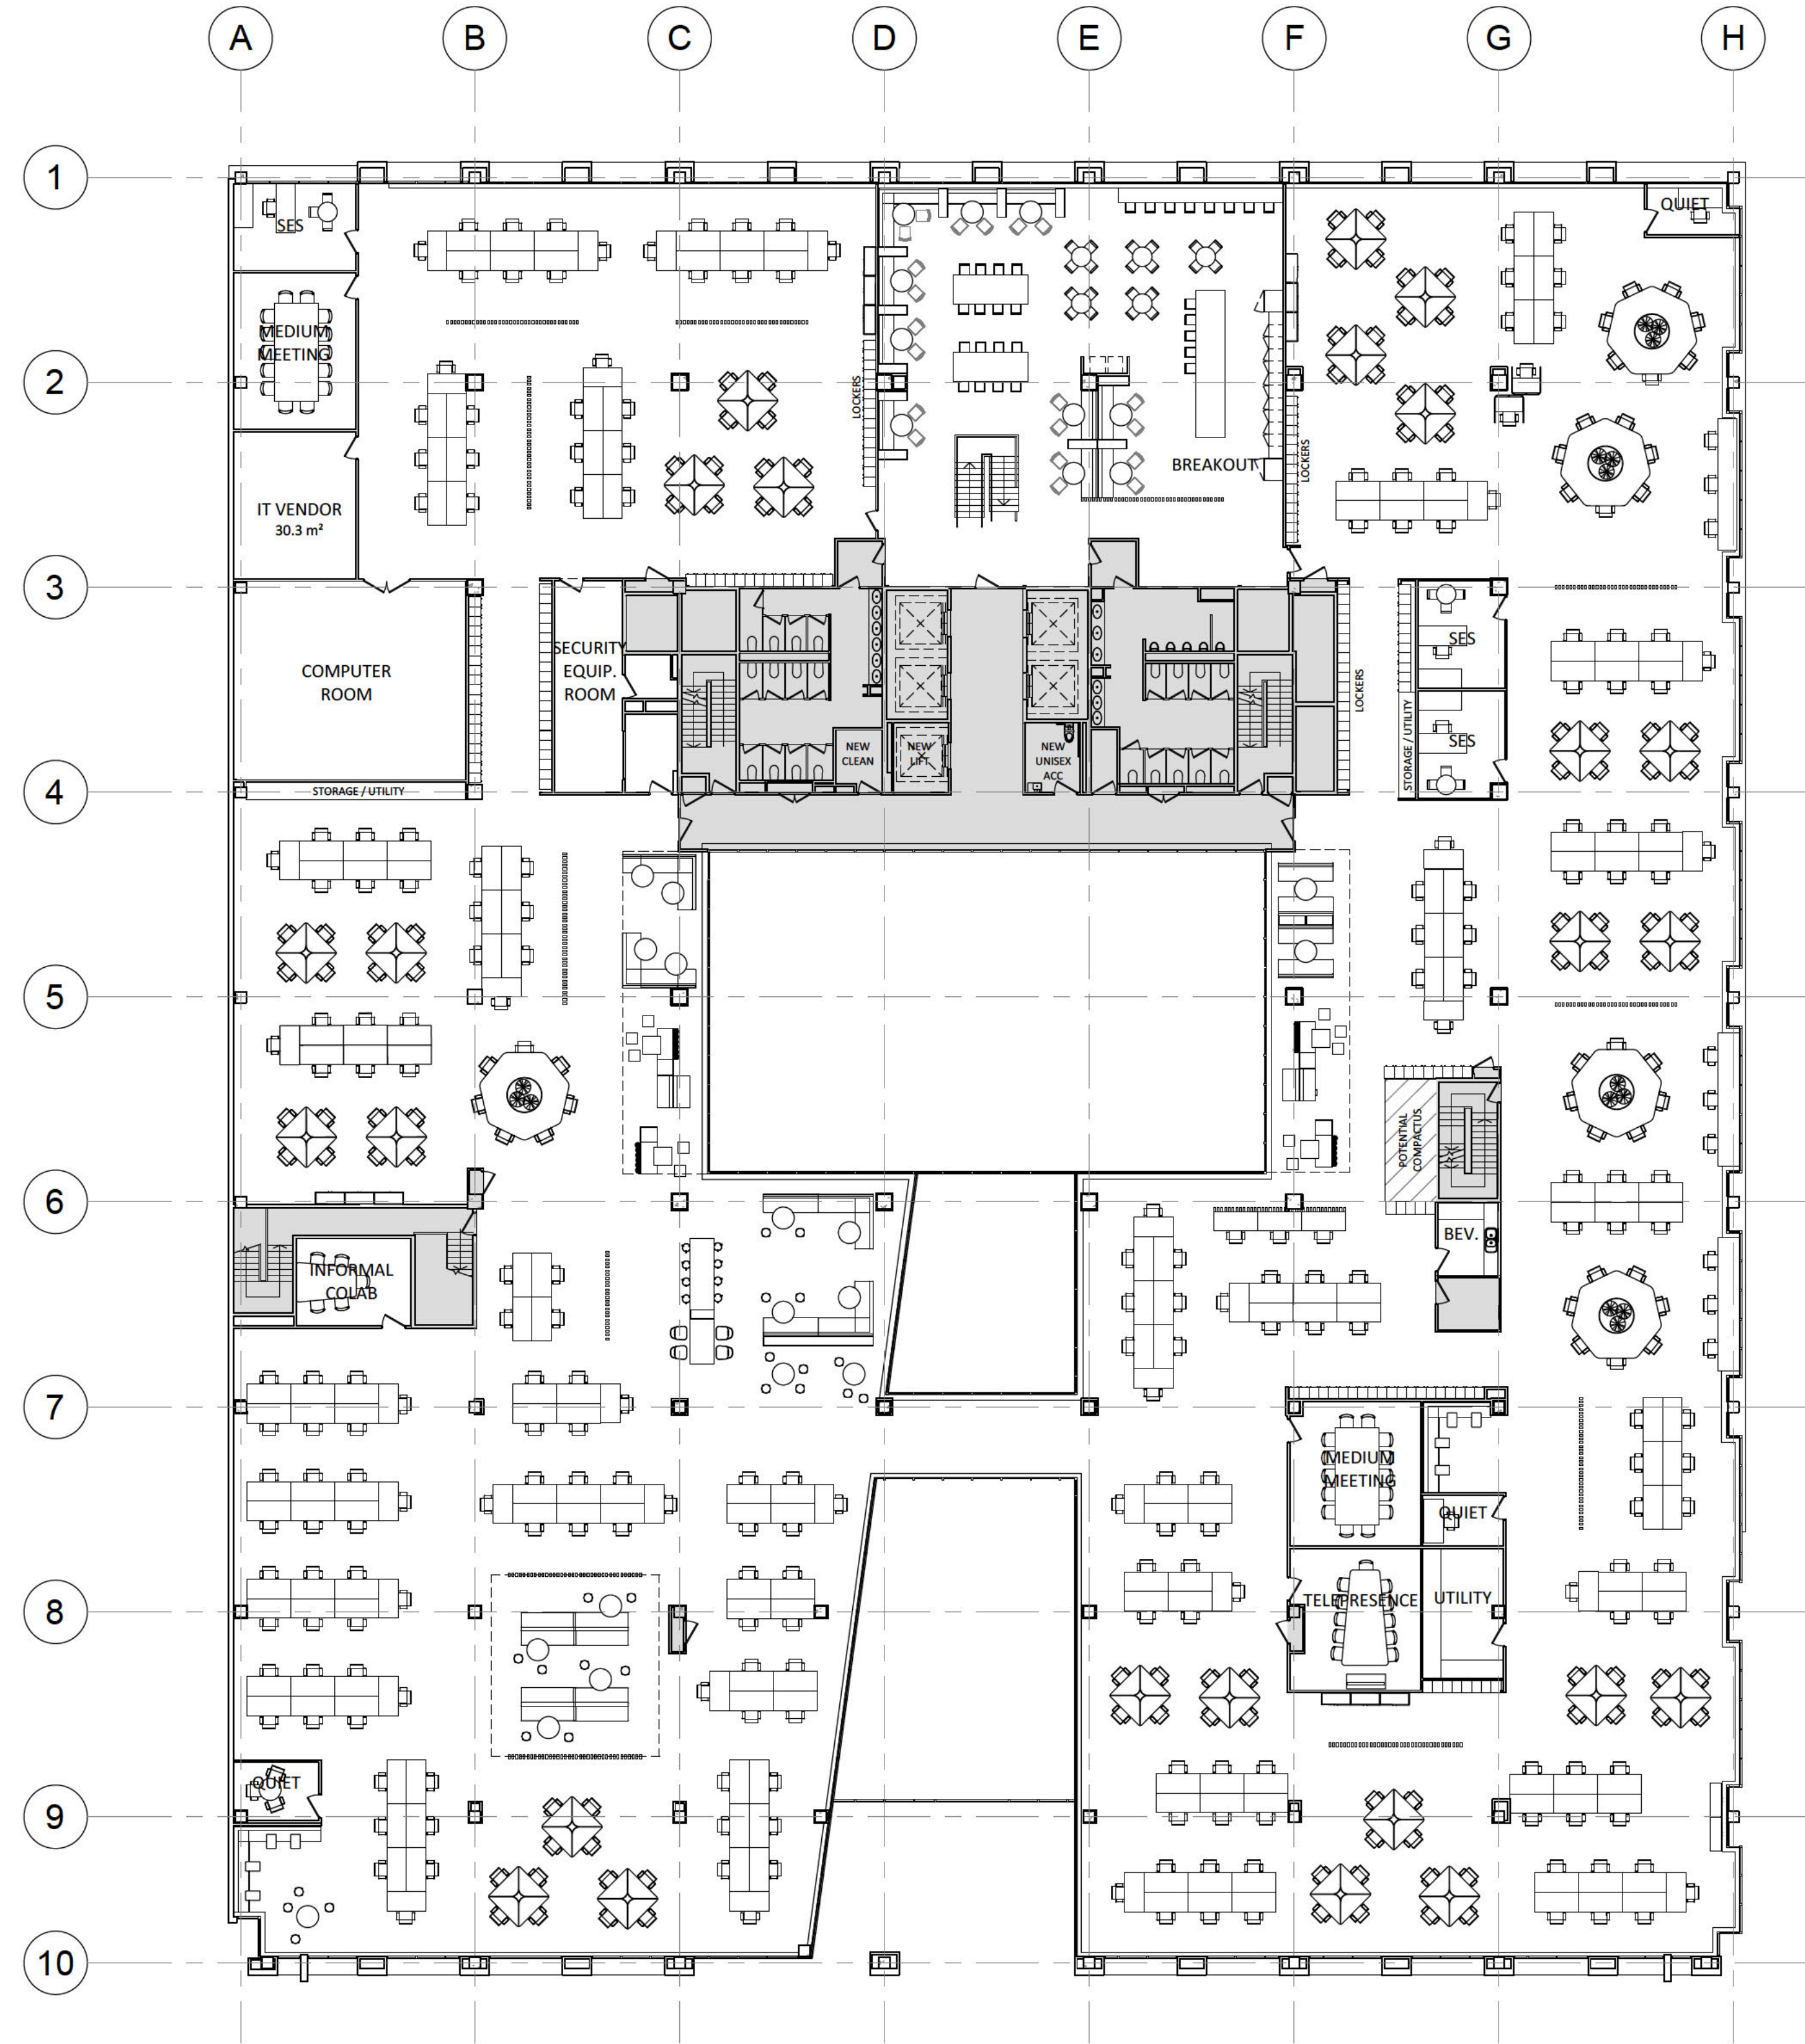 A B C D E F G H
1
SES
QUIET
MEDIUM
MEETING
2
LOCKERS
LOCKERS
BREAKOUT
IT VENDOR
30.3 m²
3
COMPUTER
ROOM
SECURITY
EQUIP.
ROOM
LOCKERS
SES
STORAGE / UTILITY
SES
NEW
CLEAN
NEW
LIFT
NEW
UNISEX
ACC
4
STORAGE / UTILITY
5
POTENTIAL
COMPACTUS
6
BEV.
INFORMAL
COLAB
7
MEDIUM
MEETING
QUIET
8
TELEPRESENCE
UTILITY
QUIET
9
10